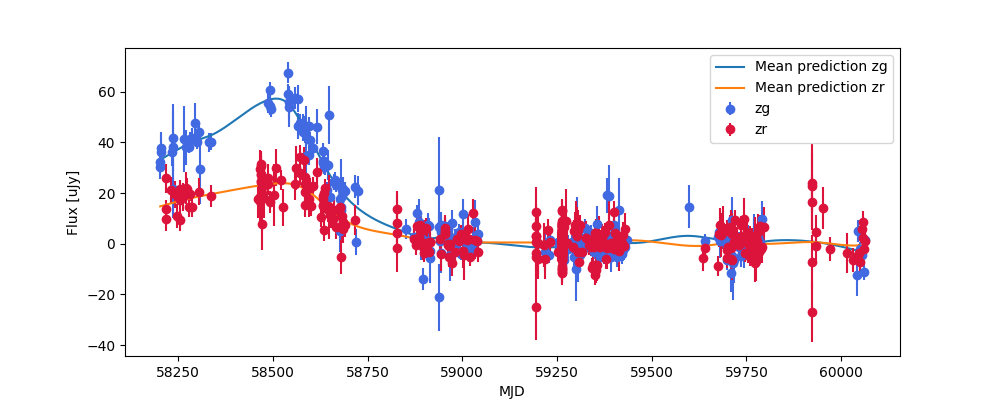 Mean prediction zg
Mean prediction zr
zg
zr
Flux [uJy]
60
40
20
0
−20
−40
58250
58500
58750
59000
59250
59500
59750
60000
MJD